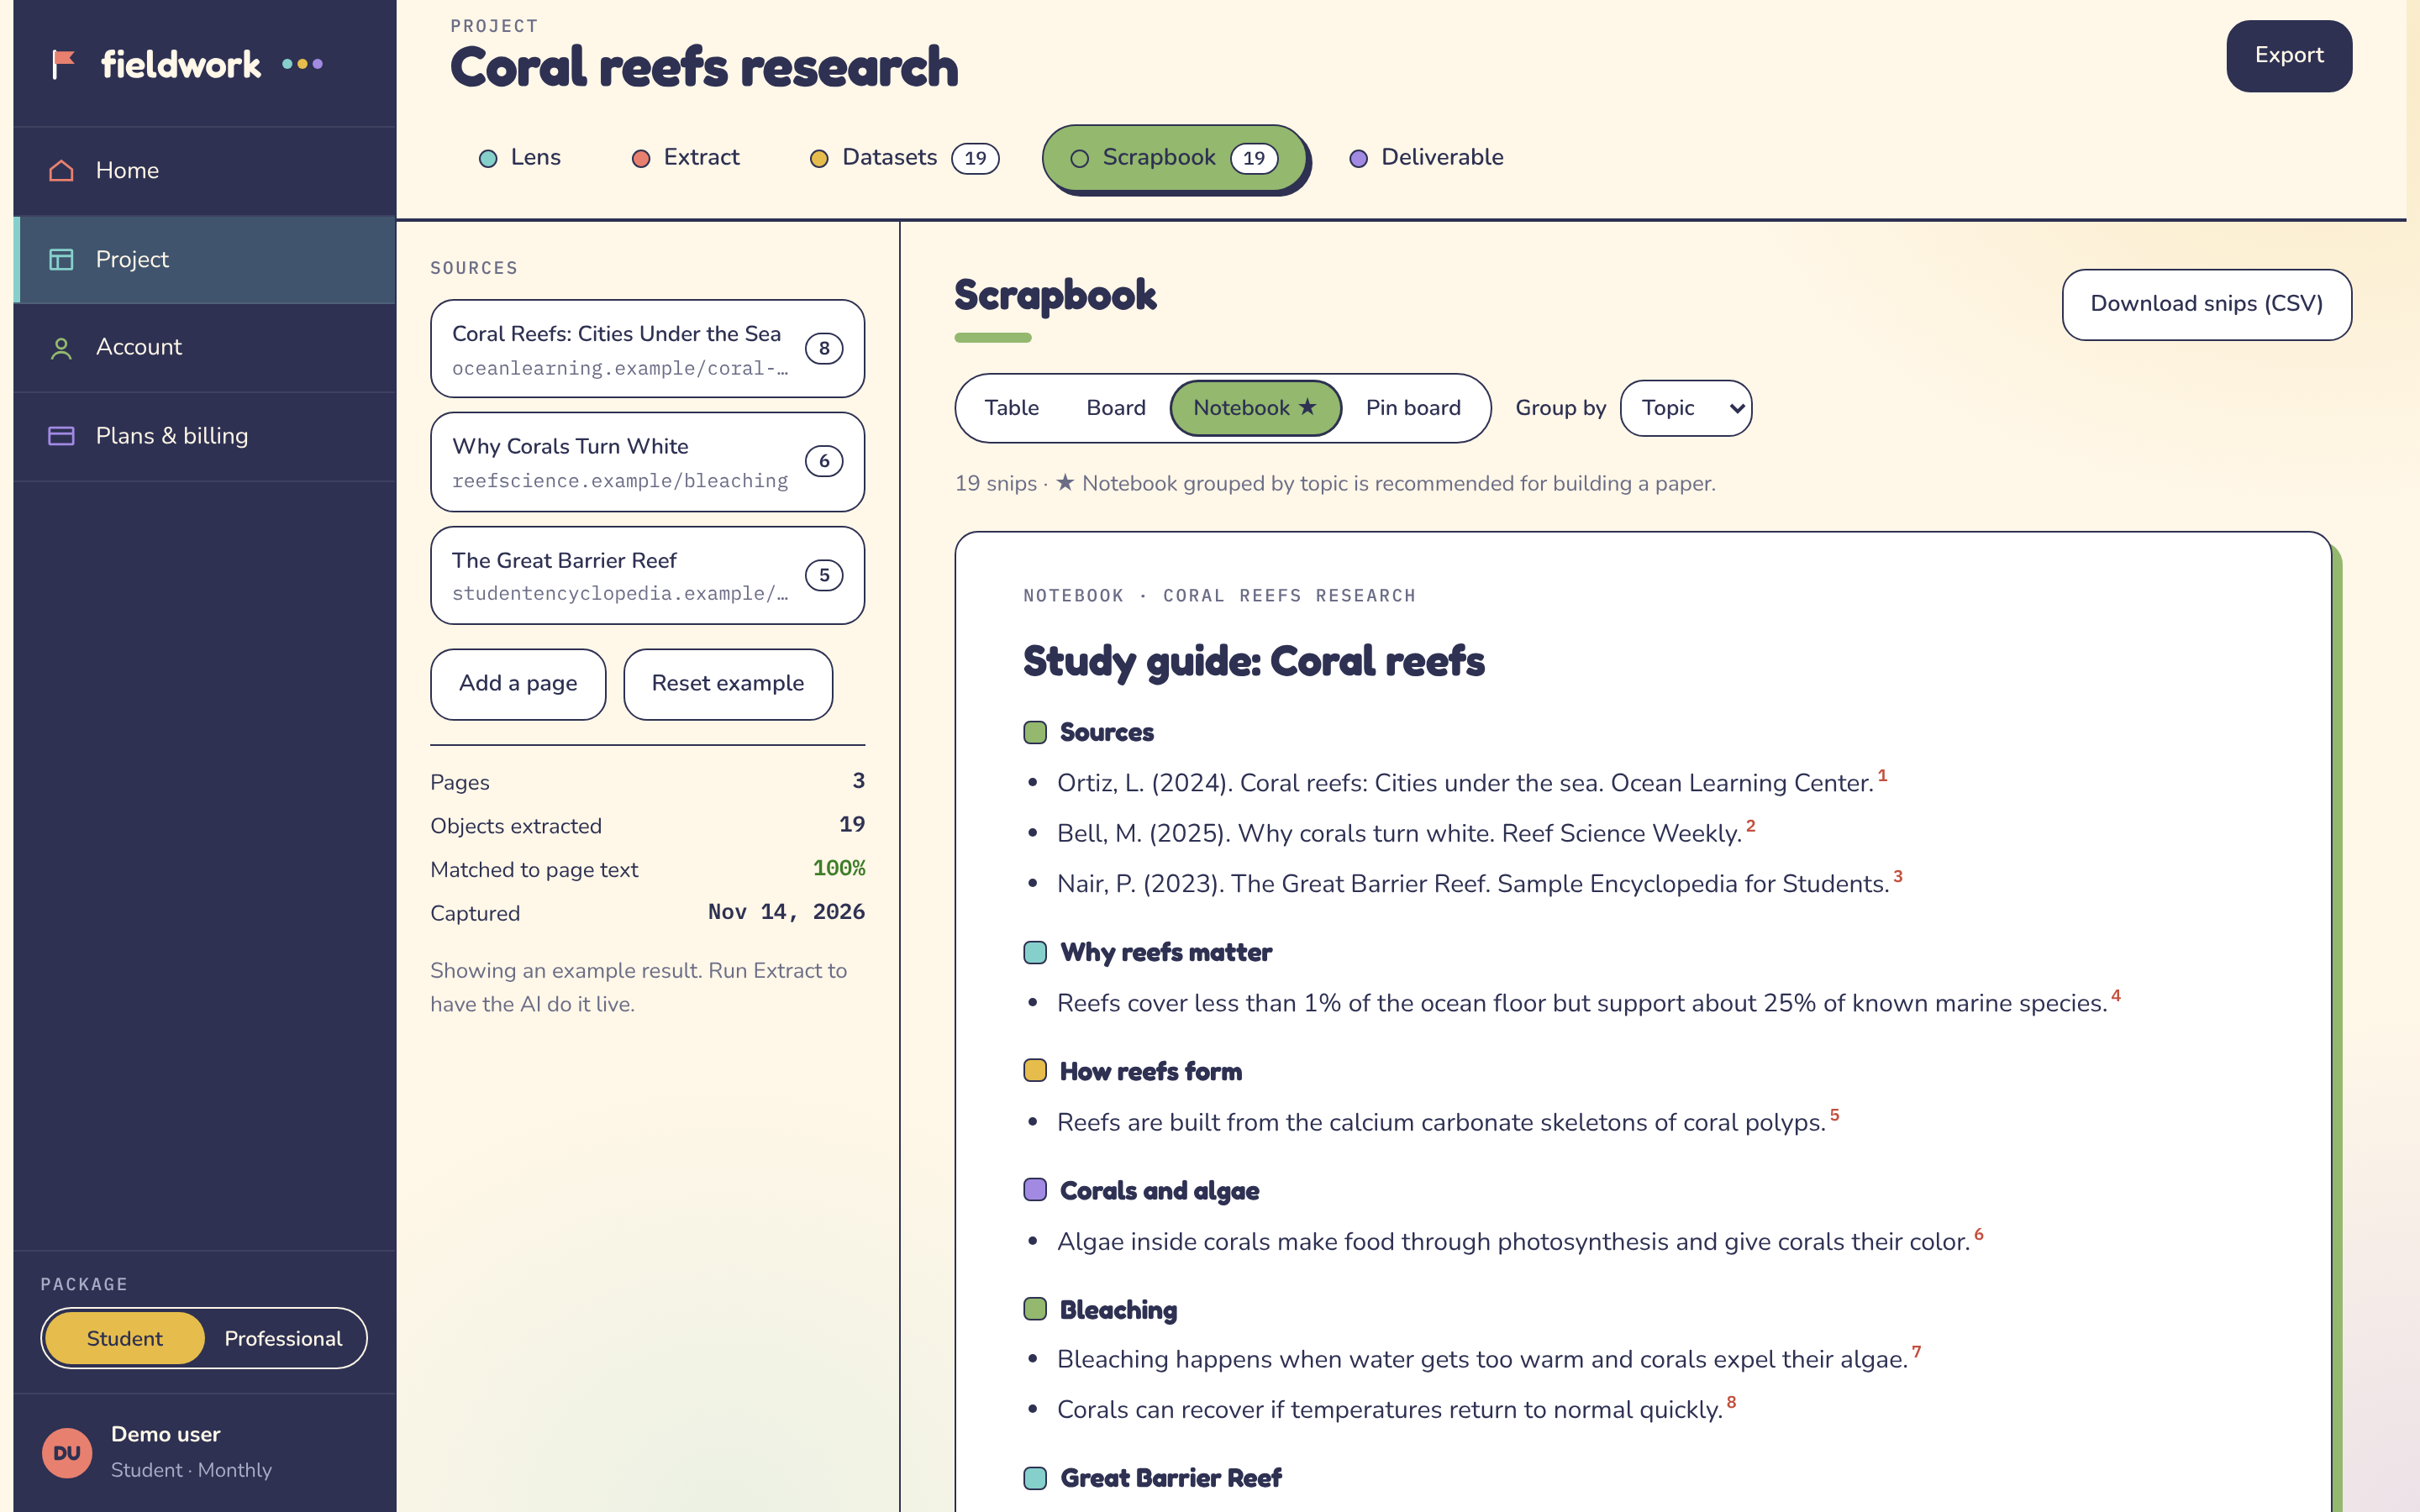 fieldwork
Home
Project
Account
Plans & billing
PACKAGE
Student
Professional
DU
Demo user
Student · Monthly
PROJECT
Coral reefs research
Export
Lens
Extract
Datasets 19
Scrapbook 19
Deliverable
SOURCES
Coral Reefs: Cities Under the Sea
oceanlearning.example/coral-…
8
Why Corals Turn White
reefscience.example/bleaching
6
The Great Barrier Reef
studentencyclopedia.example/…
5
Add a page
Reset example
Pages 3
Objects extracted 19
Matched to page text 100%
Captured Nov 14, 2026
Showing an example result. Run Extract to
have the AI do it live.
Scrapbook
Download snips (CSV)
Table
Board
Notebook ★
Pin board
Group by Topic
19 snips · ★ Notebook grouped by topic is recommended for building a paper.
NOTEBOOK · CORAL REEFS RESEARCH
Study guide: Coral reefs
Sources
• Ortiz, L. (2024). Coral reefs: Cities under the sea. Ocean Learning Center. 1
• Bell, M. (2025). Why corals turn white. Reef Science Weekly. 2
• Nair, P. (2023). The Great Barrier Reef. Sample Encyclopedia for Students. 3
Why reefs matter
• Reefs cover less than 1% of the ocean floor but support about 25% of known marine species. 4
How reefs form
• Reefs are built from the calcium carbonate skeletons of coral polyps. 5
Corals and algae
• Algae inside corals make food through photosynthesis and give corals their color. 6
Bleaching
• Bleaching happens when water gets too warm and corals expel their algae. 7
• Corals can recover if temperatures return to normal quickly. 8
Great Barrier Reef